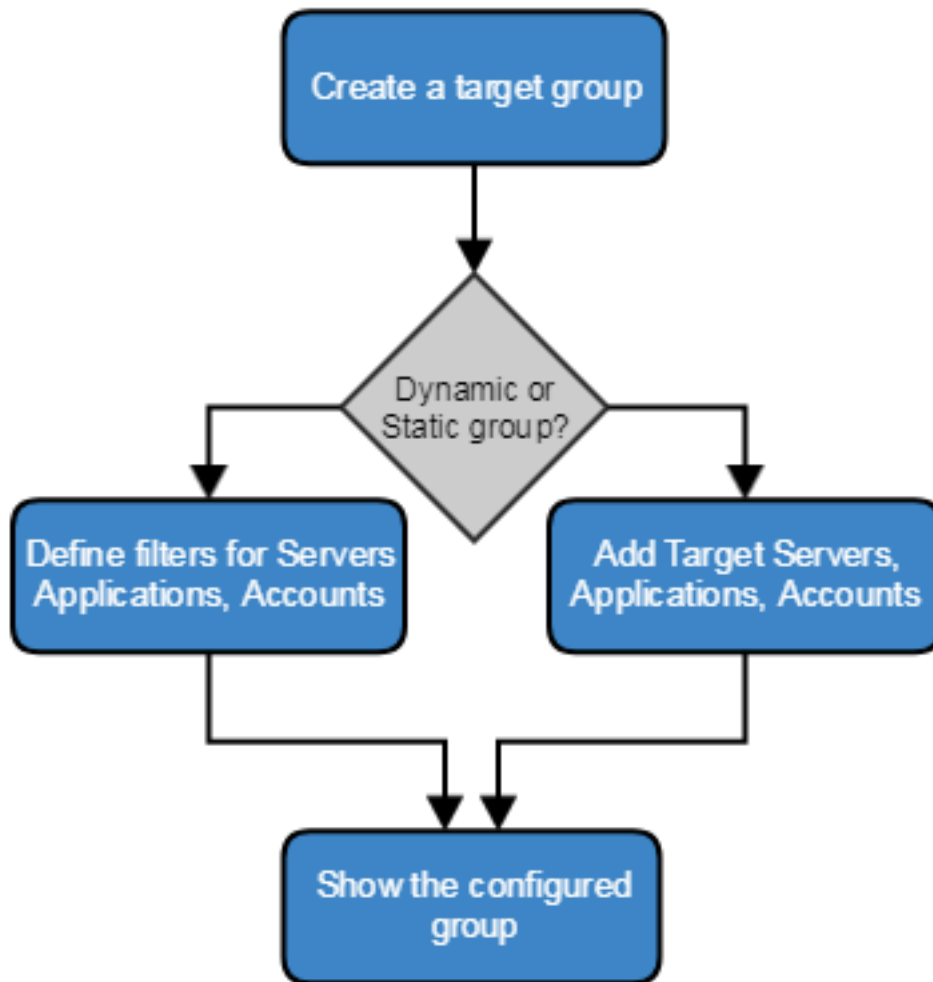 Create a target group
Dynamic or
Static group?
Define filters for Servers
Applications, Accounts
Add Target Servers,
Applications, Accounts
Show the configured
group